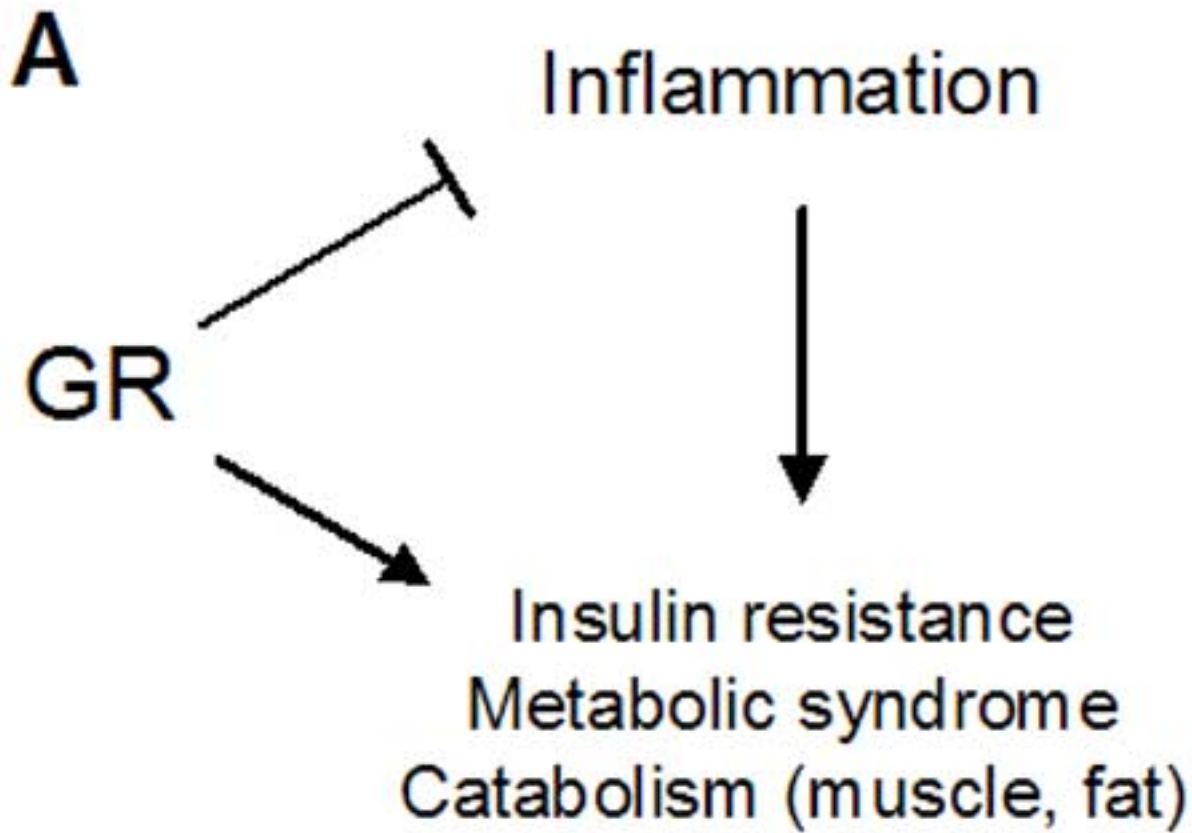 A
Inflammation
GR
Insulin resistance
Metabolic syndrome
Catabolism (muscle, fat)